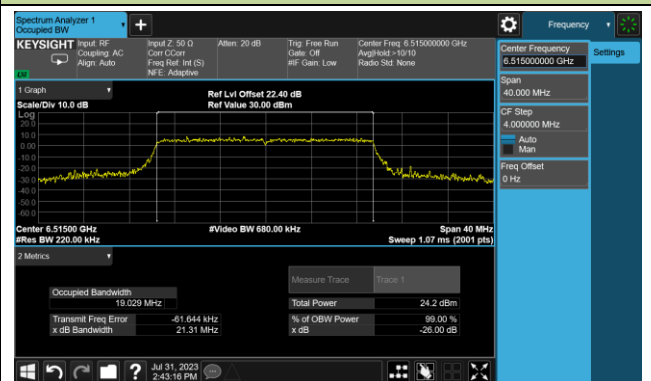 Spectrum Analyzer 1
Occupied BW
Frequency
KEYSIGHT
Input: RF
Coupling: AC
Align: Auto
Input Z: 50 Ω
Corr CCorr
Freq Ref: Int (S)
NFE: Adaptive
Atten: 20 dB
Trig: Free Run
Gate: Off
#IF Gain: Low
Center Freq: 6.515000000 GHz
Avg|Hold:>10/10
Radio Std: None
Center Frequency
6.515000000 GHz
Settings
Span
40.000 MHz
CF Step
4.000000 MHz
Auto
Man
Freq Offset
0 Hz
1 Graph
Ref Lvl Offset 22.40 dB
Scale/Div 10.0 dB
Ref Value 30.00 dBm
Log
20.0
10.0
0.00
-10.0
-20.0
-30.0
-40.0
-50.0
-60.0
Center 6.51500 GHz
#Video BW 680.00 kHz
Span 40 MHz
#Res BW 220.00 kHz
Sweep 1.07 ms (2001 pts)
2 Metrics
Measure Trace
Trace 1
Occupied Bandwidth
19.029 MHz
Total Power
24.2 dBm
Transmit Freq Error
-61.644 kHz
% of OBW Power
99.00 %
x dB Bandwidth
21.31 MHz
x dB
-26.00 dB
Jul 31, 2023
2:43:16 PM